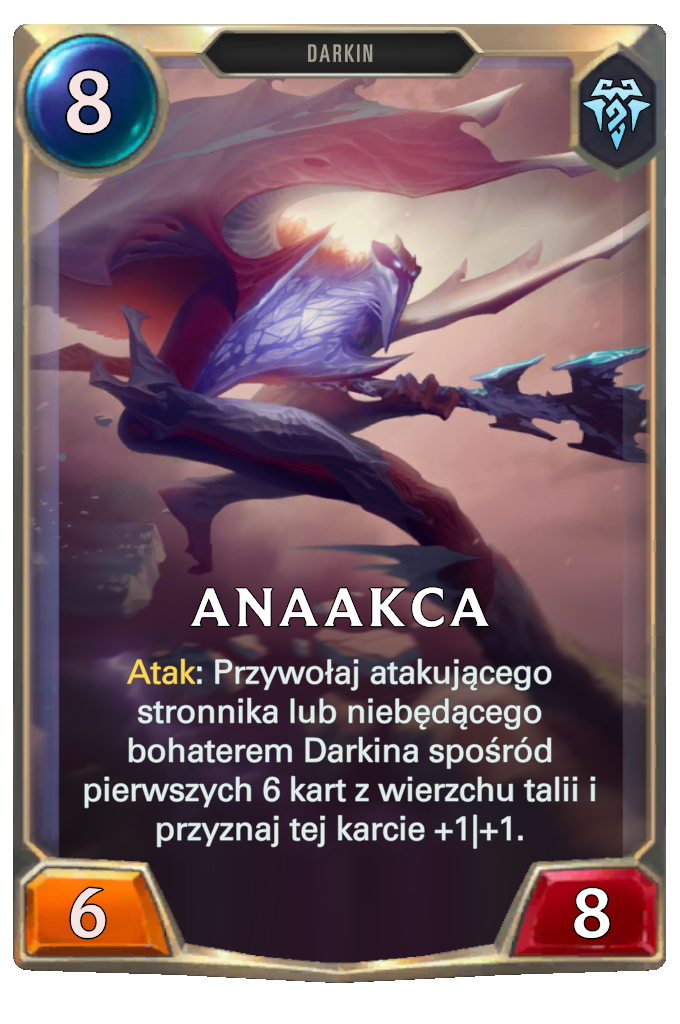 DARKIN
8
ANAAKCA
Atak: Przywołaj atakującego
stronnika lub niebędącego
bohaterem Darkina spośród
pierwszych 6 kart z wierzchu talii i
przyznaj tej karcie +1|+1.
6
8